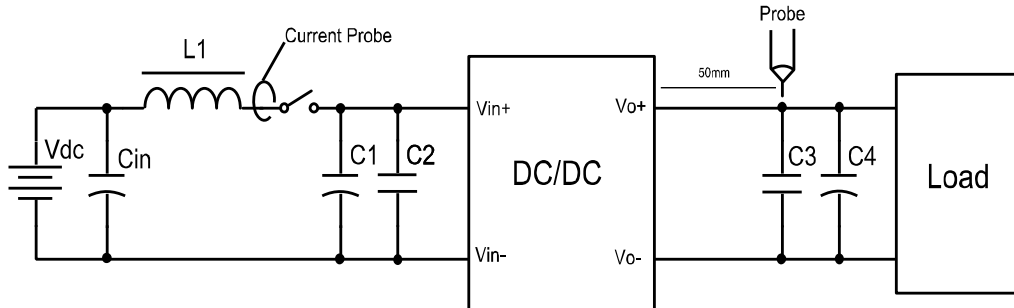 Probe
Current Probe
L1
50mm
Vin+
Vo+
Vdc
Cin
C1
C2
DC/DC
C3
C4
Load
Vin-
Vo-